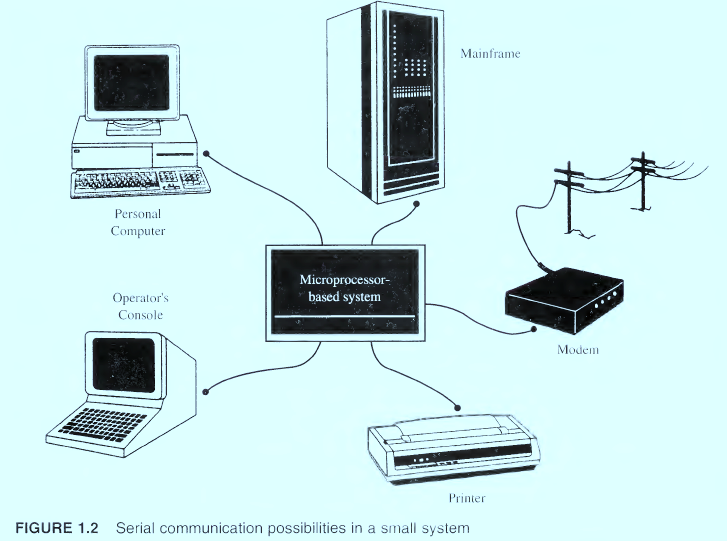 Mainframe
Personal
Computer
Microprocessor-
based system
Operator's
Console
Modem
Printer
FIGURE 1.2 Serial communication possibilities in a small system